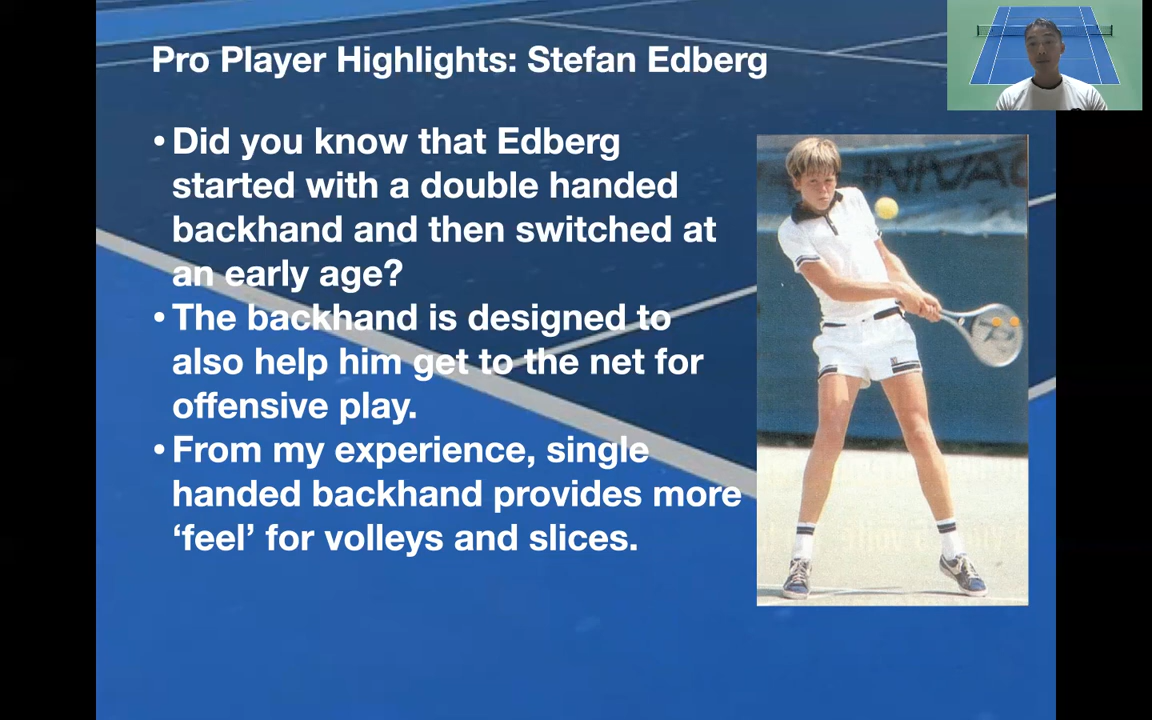 Pro Player Highlights: Stefan Edberg
• Did you know that Edberg
started with a double handed
backhand and then switched at
an early age?
• The backhand is designed to
also help him get to the net for
offensive play.
• From my experience, single
handed backhand provides more
‘feel’ for volleys and slices.